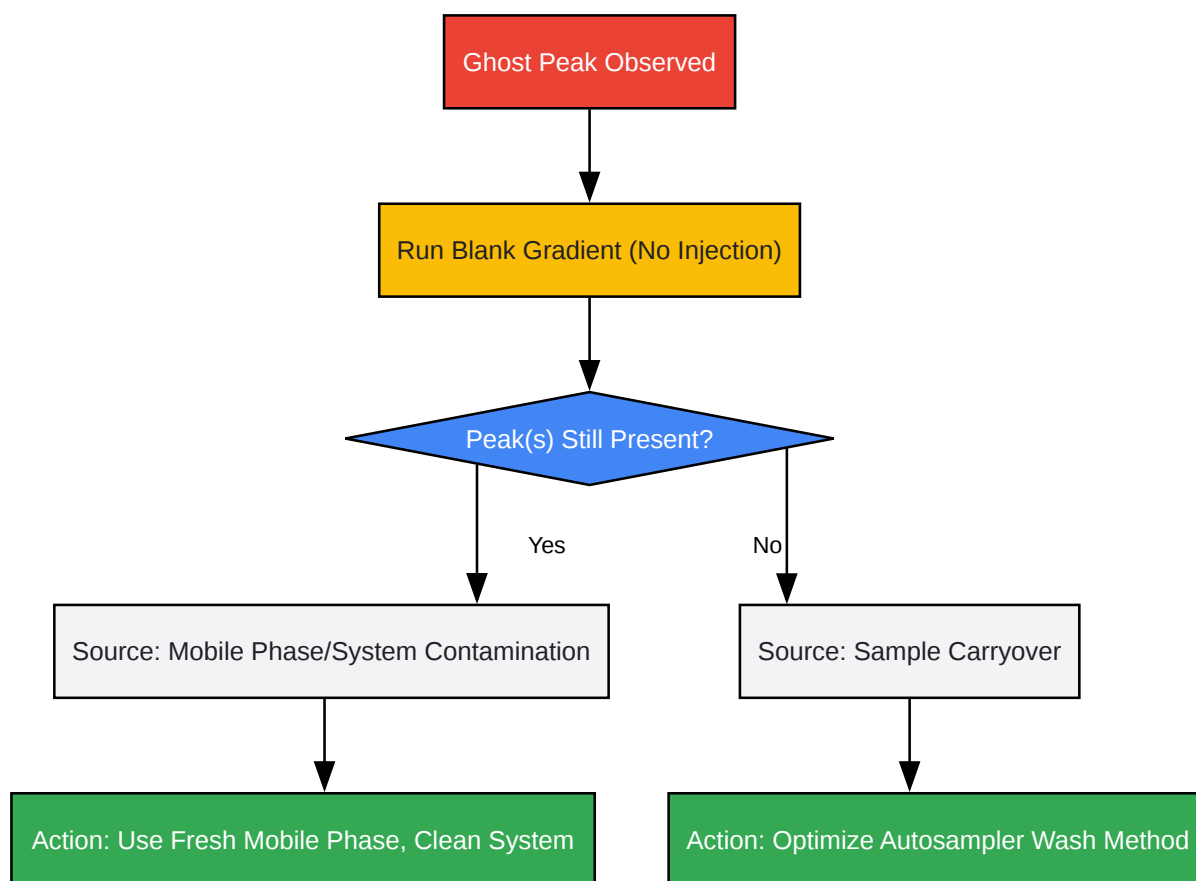 Ghost Peak Observed
Run Blank Gradient (No Injection)
Peak(s) Still Present?
Yes
No
Source: Mobile Phase/System Contamination
Source: Sample Carryover
Action: Use Fresh Mobile Phase, Clean System
Action: Optimize Autosampler Wash Method